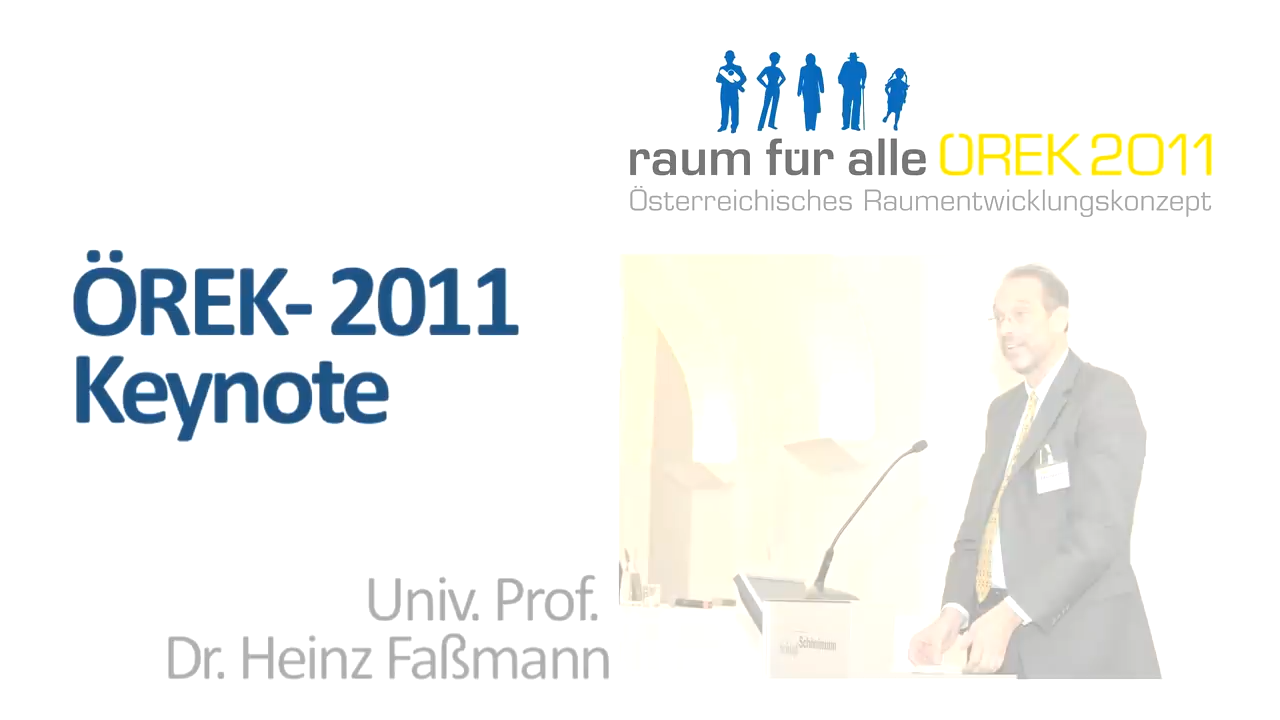 raum für alle ÖREK 2011
Österreichisches Raumentwicklungskonzept
ÖREK- 2011
Keynote
Univ. Prof.
Dr. Heinz Faßmann